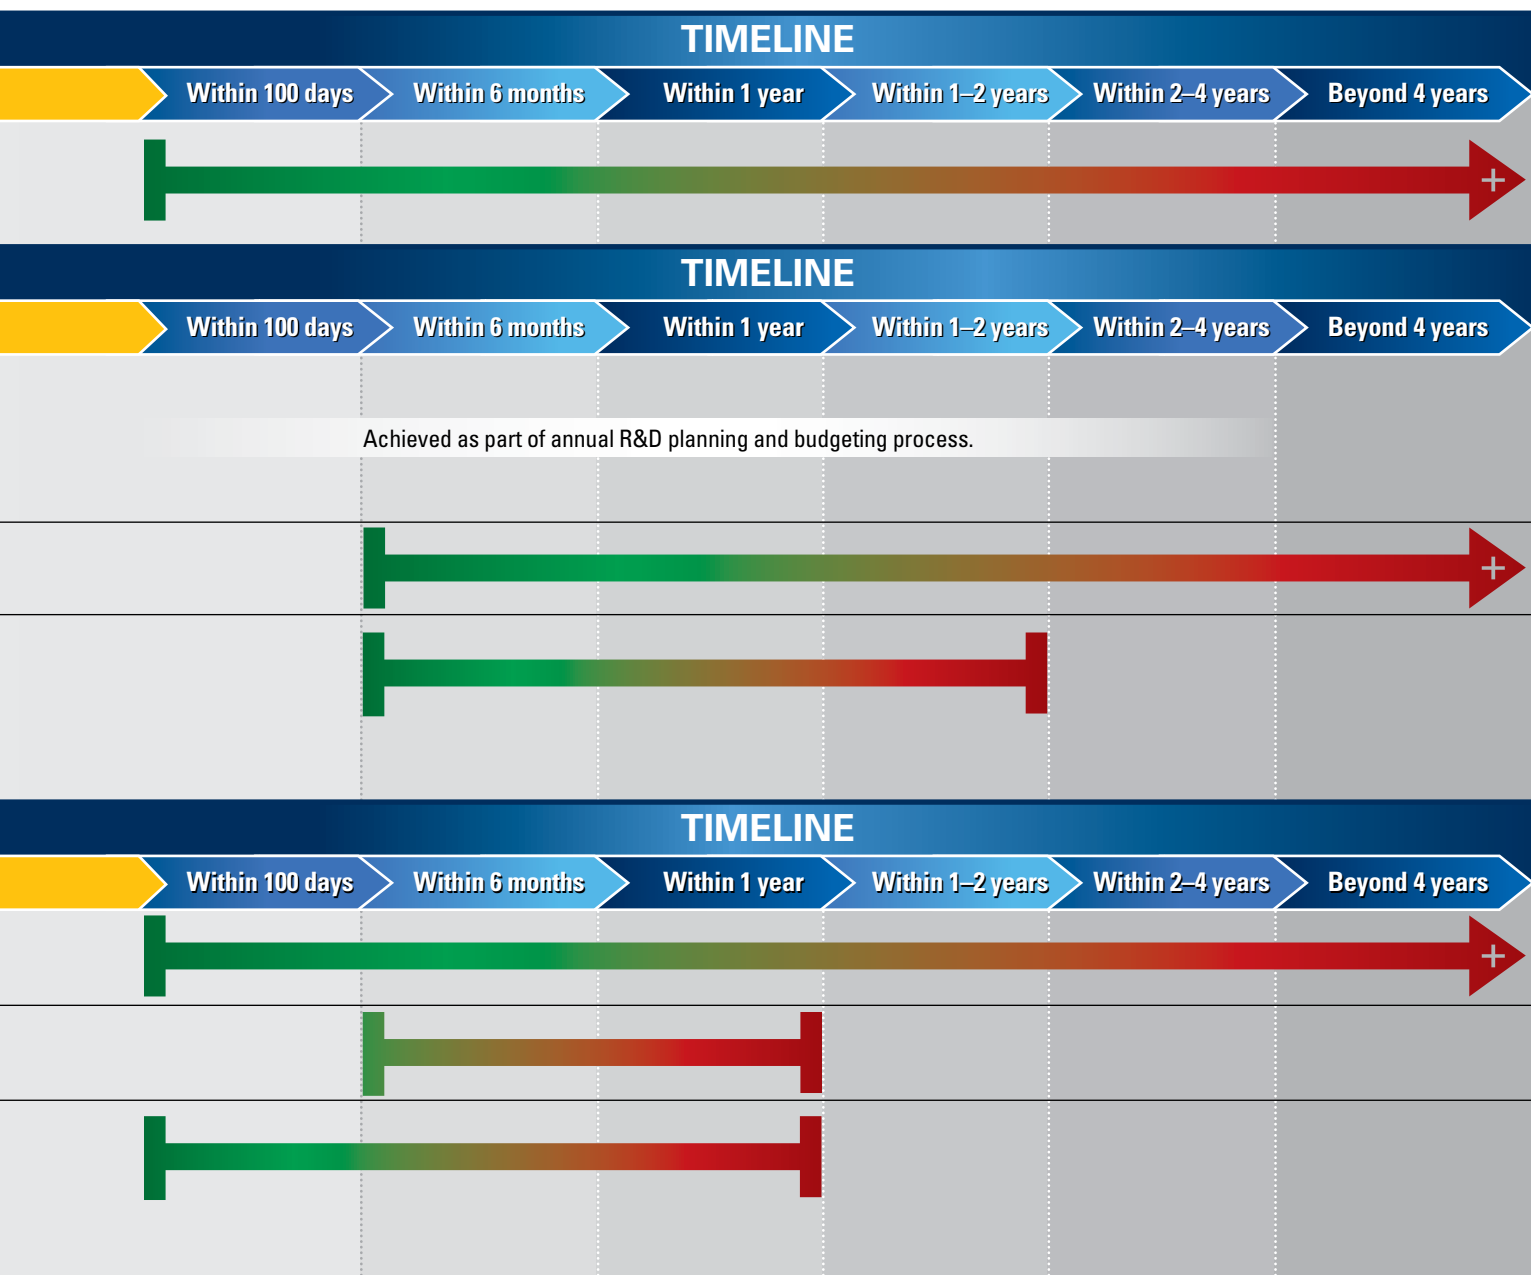 TIMELINE
Within 100 days Within 6 months Within 1 year Within 1–2 years Within 2–4 years Beyond 4 years
+
TIMELINE
Within 100 days Within 6 months Within 1 year Within 1–2 years Within 2–4 years Beyond 4 years
Achieved as part of annual R&D planning and budgeting process.
+
TIMELINE
Within 100 days Within 6 months Within 1 year Within 1–2 years Within 2–4 years Beyond 4 years
+